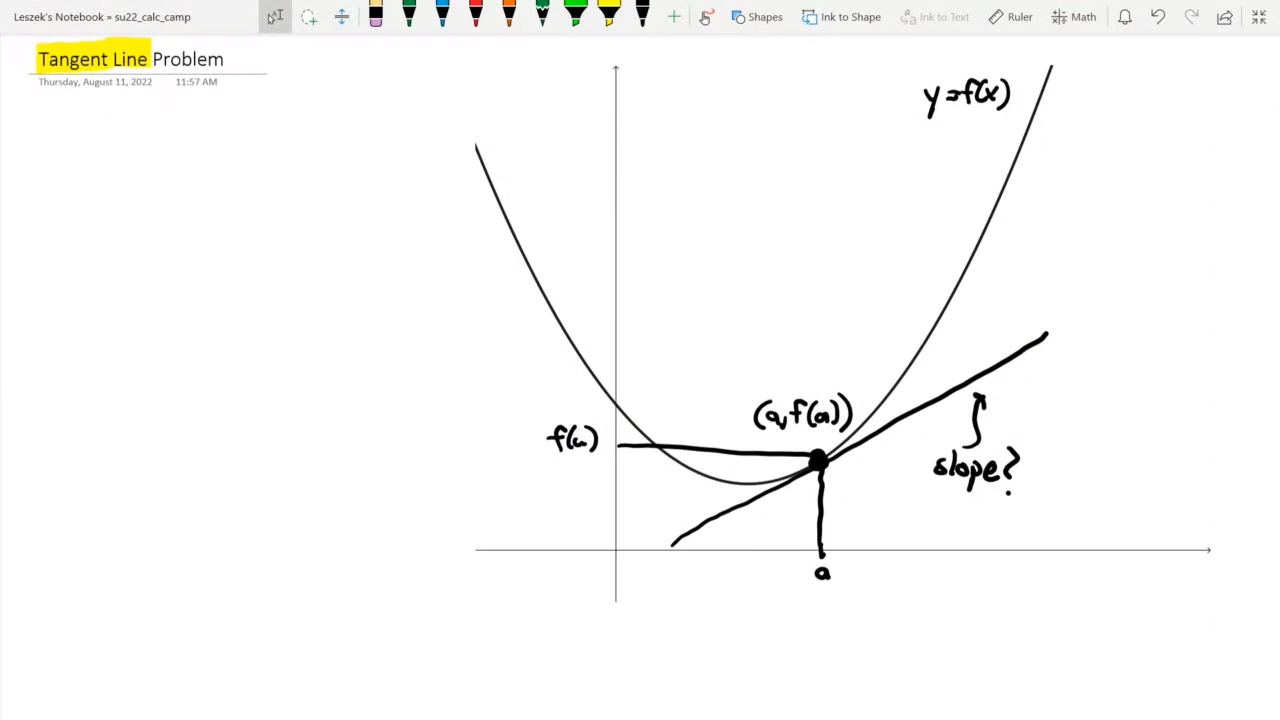 Leszek's Notebook » su22_calc_camp
Shapes
Ink to Shape
Ink to Text
Ruler
Math
Tangent Line Problem
Thursday, August 11, 2022 11:57 AM
y=f(x)
(a, f(a))
f(a)
slope?
a